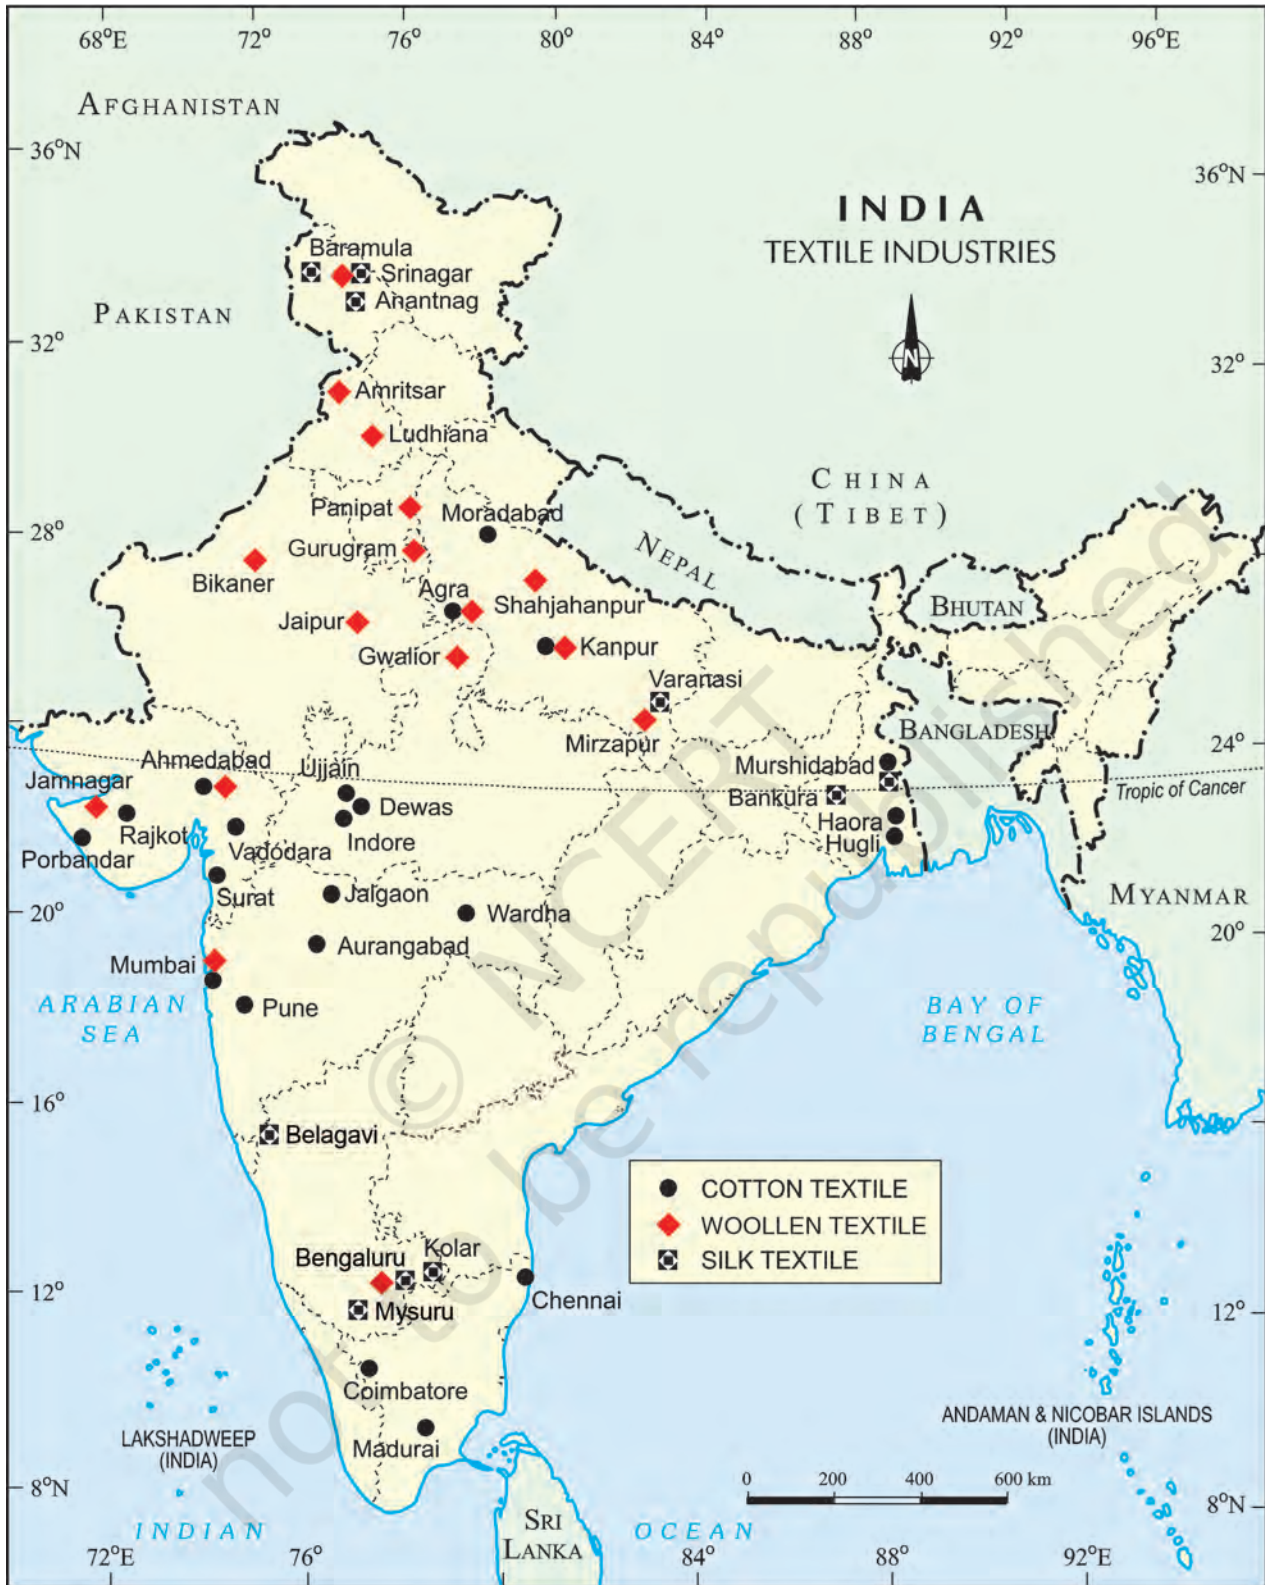 68°E
72°
76°
80°
84°
88°
92°
96°E
AFGHANISTAN
36°N
36°N
INDIA
TEXTILE INDUSTRIES
Baramula
Srinagar
Anantnag
PAKISTAN
N
32°
32°
Amritsar
Ludhiana
CHINA
(TIBET)
Panipat
Moradabad
28°
28°
Gurugram
NEPAL
Bikaner
Agra
Shahjahanpur
BHUTAN
Jaipur
Kanpur
Gwalior
Varanasi
Mirzapur
BANGLADESH
24°
Ahmedabad
Ujjain
Murshidabad
Jamnagar
Tropic of Cancer
Dewas
Bankura
Rajkot
Haora
Porbandar
Vadodara
Indore
Hugli
Surat
Jalgaon
Wardha
MYANMAR
20°
20°
Aurangabad
Mumbai
Pune
ARABIAN
SEA
BAY OF
BENGAL
16°
Belagavi
COTTON TEXTILE
WOOLLEN TEXTILE
SILK TEXTILE
Bengaluru
Kolar
Chennai
12°
12°
Mysuru
Coimbatore
Madurai
LAKSHADWEEP
(INDIA)
ANDAMAN & NICOBAR ISLANDS
(INDIA)
0
200
400
600 km
8°N
8°N
INDIAN
OCEAN
SRI
LANKA
72°E
76°
84°
88°
92°E
© NCERT
not to be republished